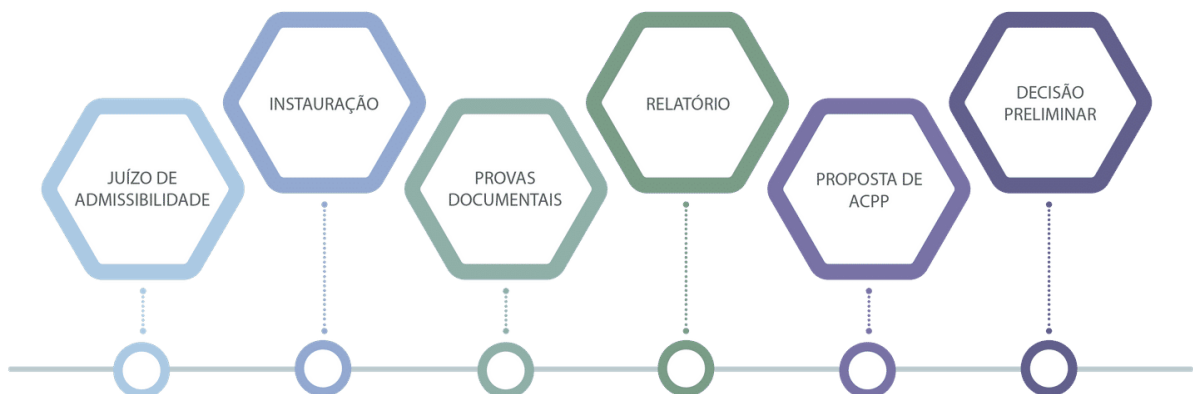 JUÍZO DE
ADMISSIBILIDADE
INSTAURAÇÃO
PROVAS
DOCUMENTAIS
RELATÓRIO
PROPOSTA DE
ACPP
DECISÃO
PRELIMINAR